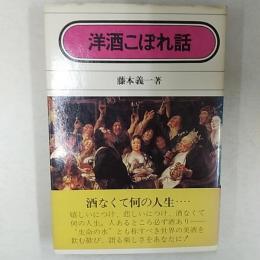 洋酒こぼれ話
藤本義一著
酒なくて何の人生‥‥
嬉しいにつけ、悲しいにつけ、酒なくて
何の人生。人あるところ必ず酒あり――
“生命の水”とも称すべき世界の美酒を
飲む歓び、語る楽しさをあなたに！